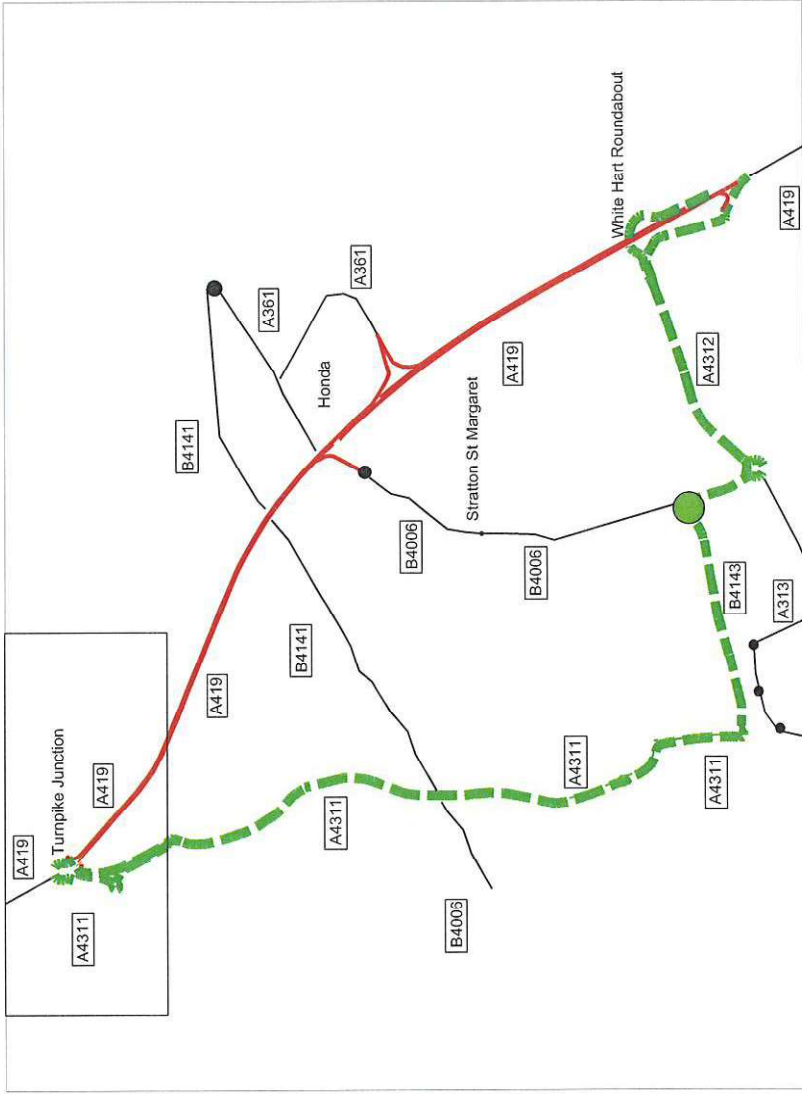 A419
Turnpike Junction
A4311
A419
B4141
A419
A361
B4141
Honda
A4311
A361
B4006
B4006
Stratton St Margaret
A419
B4006
A4311
White Hart Roundabout
A4312
A4311
B4143
A313
A419